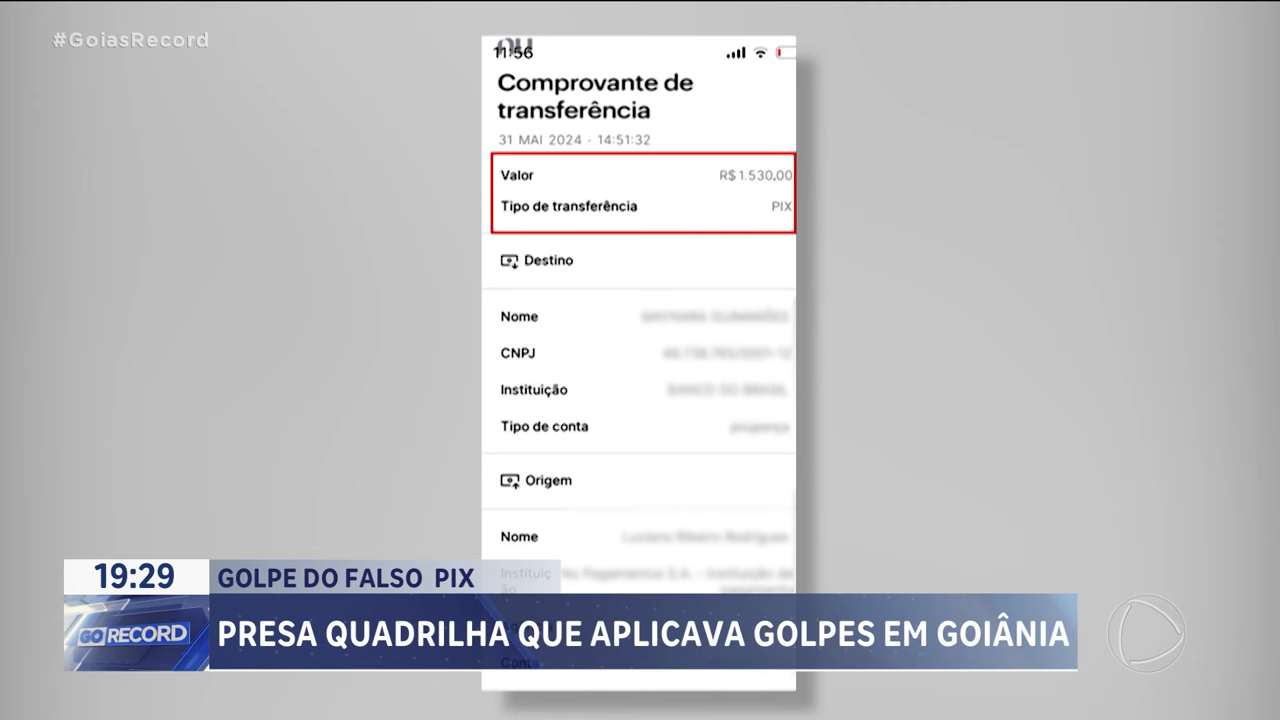 #GoiasRecord
11:56
Comprovante de
transferência
31 MAI 2024 - 14:51:32
Valor R$ 1.530,00
Tipo de transferência PIX
Destino
Nome
CNPJ
Instituição
Tipo de conta
Origem
Nome
19:29
GOLPE DO FALSO PIX
GO RECORD
PRESA QUADRILHA QUE APLICAVA GOLPES EM GOIÂNIA
Conta